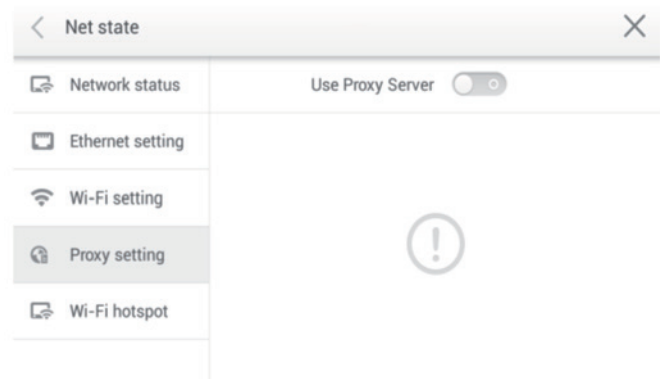 Net state
Network status
Use Proxy Server
Ethernet setting
Wi-Fi setting
Proxy setting
Wi-Fi hotspot